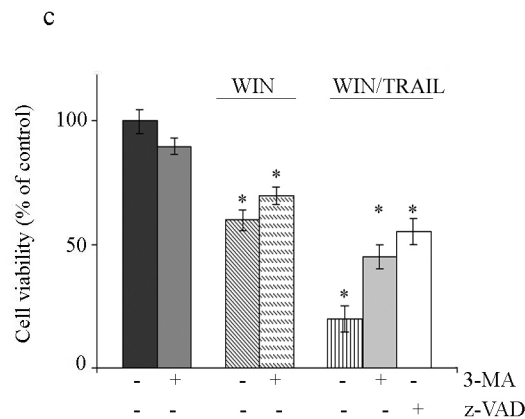 c
WIN
WIN/TRAIL
Cell viability (% of control)
100
50
0
* * * * *
- + - + - + - 3-MA
- - - - - - + z-VAD